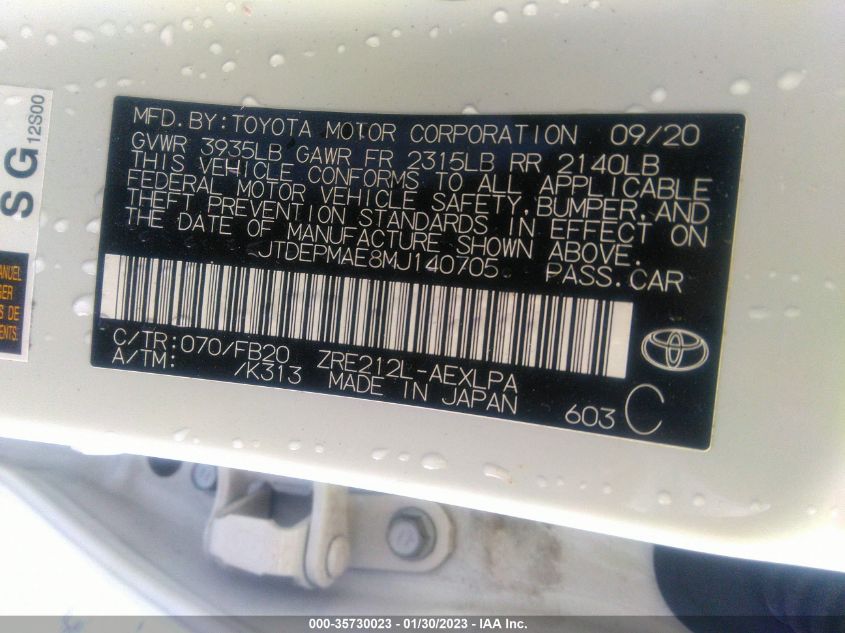 MFD. BY: TOYOTA MOTOR CORPORATION 09/20
GVWR 3935LB GAWR FR 2315LB RR 2140LB
THIS VEHICLE CONFORMS TO ALL APPLICABLE
FEDERAL MOTOR VEHICLE SAFETY, BUMPER, AND
THEFT PREVENTION STANDARDS IN EFFECT ON
THE DATE OF MANUFACTURE SHOWN ABOVE.
JTDEPMAE8MJ140705 PASS. CAR
C/TR: 070/FB20 ZRE212L-AEXLPA
A/TM: /K313 MADE IN JAPAN
603 C
SG
12S00
DE
000-35730023 — 01/30/2023 — IAA Inc.